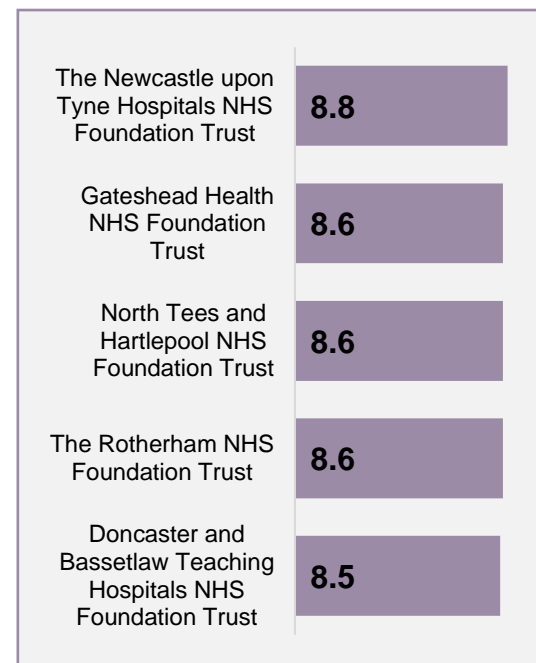 The Newcastle upon
Tyne Hospitals NHS
Foundation Trust
8.8
Gateshead Health
NHS Foundation
Trust
8.6
North Tees and
Hartlepool NHS
Foundation Trust
8.6
The Rotherham NHS
Foundation Trust
8.6
Doncaster and
Bassetlaw Teaching
Hospitals NHS
Foundation Trust
8.5